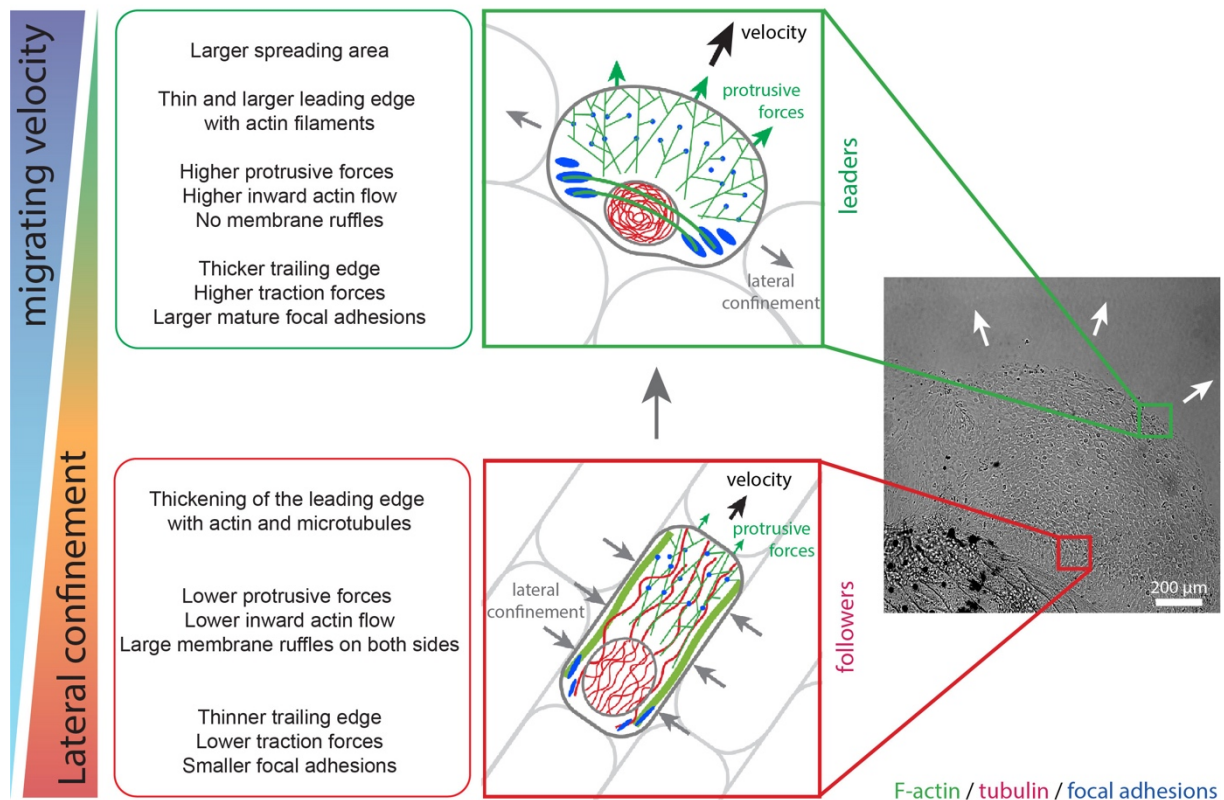 migrating velocity
Lateral confinement
Larger spreading area
Thin and larger leading edge
with actin filaments
Higher protrusive forces
Higher inward actin flow
No membrane ruffles
Thicker trailing edge
Higher traction forces
Larger mature focal adhesions
velocity
protrusive
forces
lateral
confinement
leaders
Thickening of the leading edge
with actin and microtubules
Lower protrusive forces
Lower inward actin flow
Large membrane ruffles on both sides
Thinner trailing edge
Lower traction forces
Smaller focal adhesions
velocity
protrusive
forces
lateral
confinement
followers
200 µm
F-actin / tubulin / focal adhesions